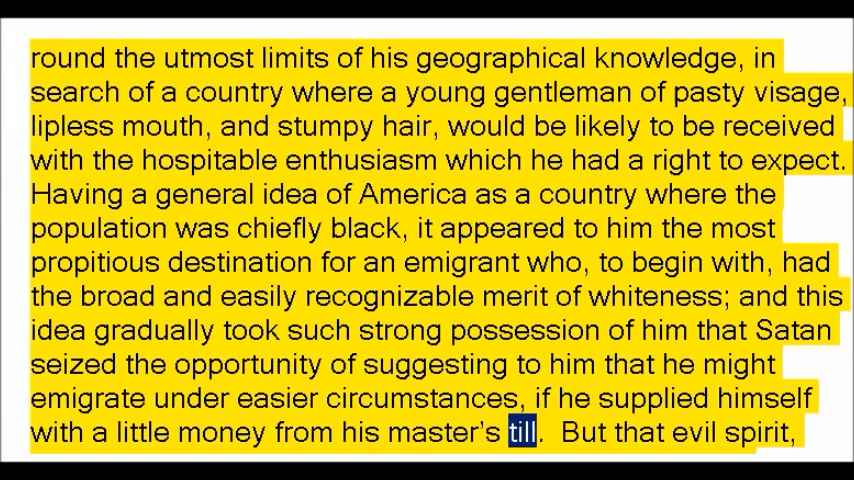 round the utmost limits of his geographical knowledge, in
search of a country where a young gentleman of pasty visage,
lipless mouth, and stumpy hair, would be likely to be received
with the hospitable enthusiasm which he had a right to expect.
Having a general idea of America as a country where the
population was chiefly black, it appeared to him the most
propitious destination for an emigrant who, to begin with, had
the broad and easily recognizable merit of whiteness; and this
idea gradually took such strong possession of him that Satan
seized the opportunity of suggesting to him that he might
emigrate under easier circumstances, if he supplied himself
with a little money from his master’s till.  But that evil spirit,